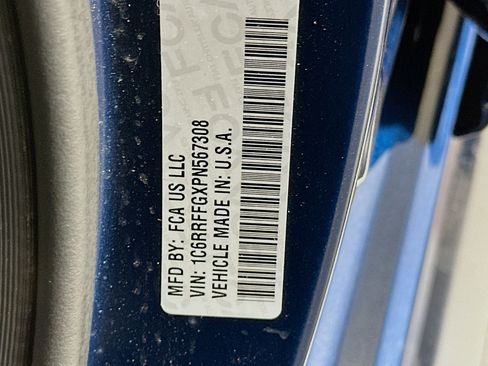 MFD BY: FCA US LLC
VIN: 1C6RRFFGXPN567308
VEHICLE MADE IN: U.S.A.